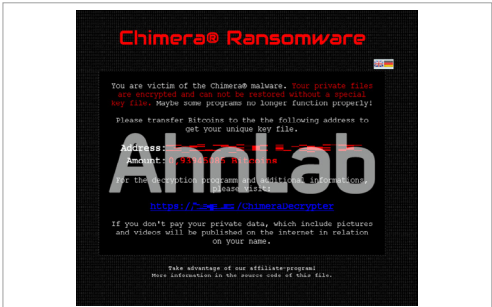 Chimera® Ransomware
You are victim of the Chimera® malware. Your private files
are encrypted and can not be restored without a special
key file. Maybe some programs no longer function properly!
Please transfer Bitcoins to the the following address to
get your unique key file.
Address:
Amount: Bitcoins
AhnLab
For the decryption programm and additional informations,
please visit:
/ChimeraDecrypter
If you don't pay your private data, which include pictures
and videos will be published on the internet in relation
on your name.
Take advantage of our affiliate-program!
More information in the source code of this file.